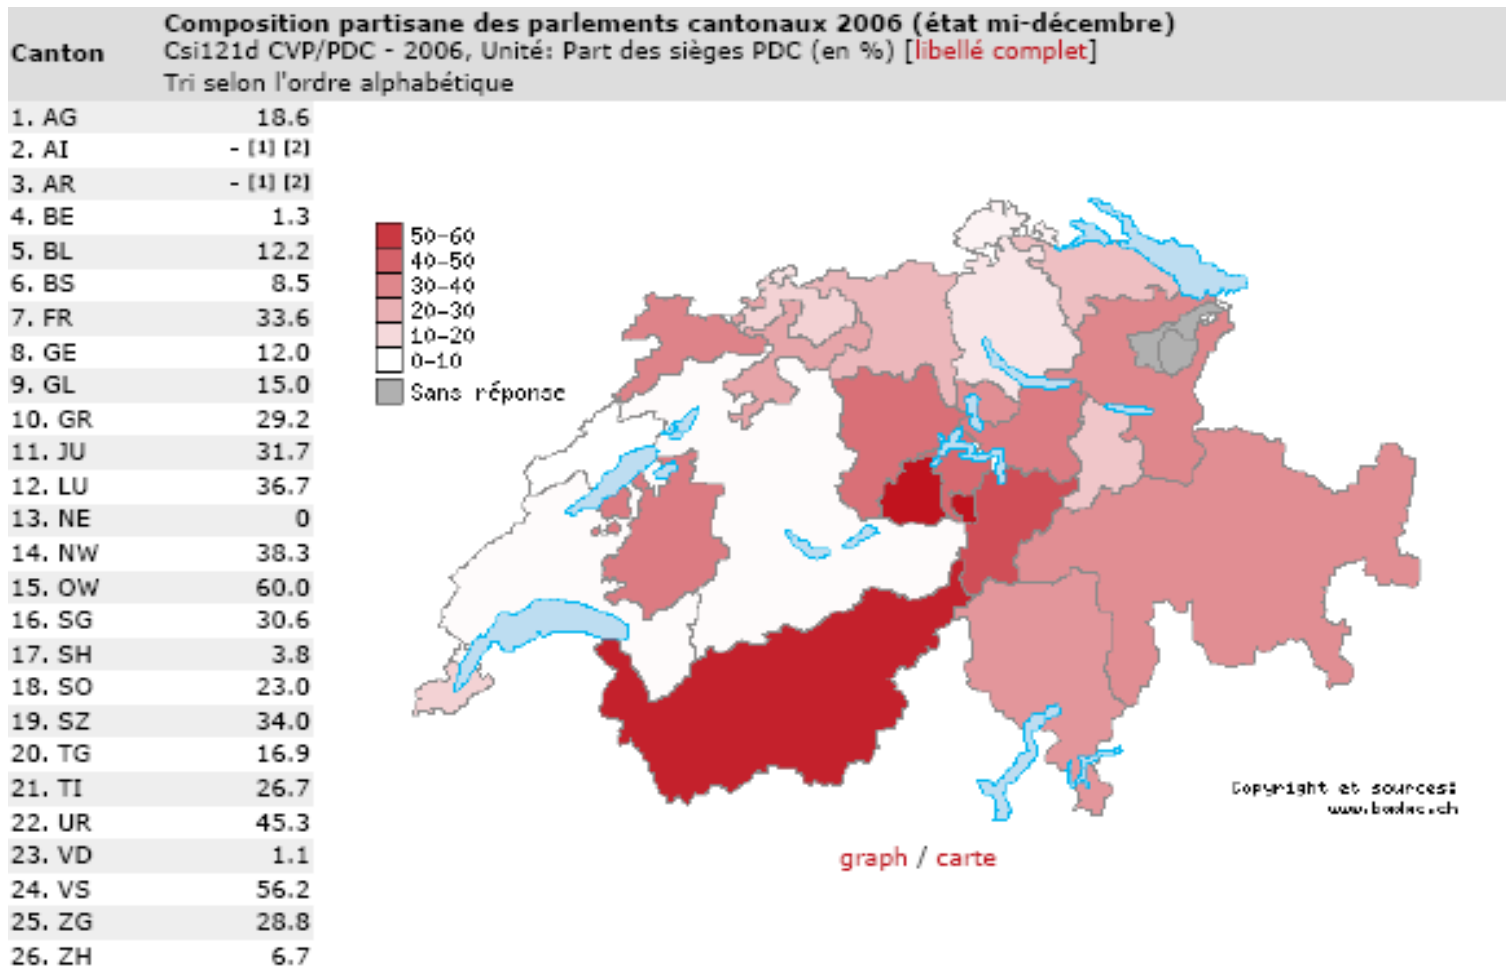 Composition partisane des parlements cantonaux 2006 (état mi-décembre)
Canton Csi121d CVP/PDC - 2006, Unité: Part des sièges PDC (en %) [libellé complet]
Tri selon l'ordre alphabétique
1. AG 18.6
2. AI - [1] [2]
3. AR - [1] [2]
4. BE 1.3
5. BL 12.2
6. BS 8.5
7. FR 33.6
8. GE 12.0
9. GL 15.0
10. GR 29.2
11. JU 31.7
12. LU 36.7
13. NE 0
14. NW 38.3
15. OW 60.0
16. SG 30.6
17. SH 3.8
18. SO 23.0
19. SZ 34.0
20. TG 16.9
21. TI 26.7
22. UR 45.3
23. VD 1.1
24. VS 56.2
25. ZG 28.8
26. ZH 6.7
50-60
40-50
30-40
20-30
10-20
0-10
Sans réponse
Copyright et sources:
graph / carte